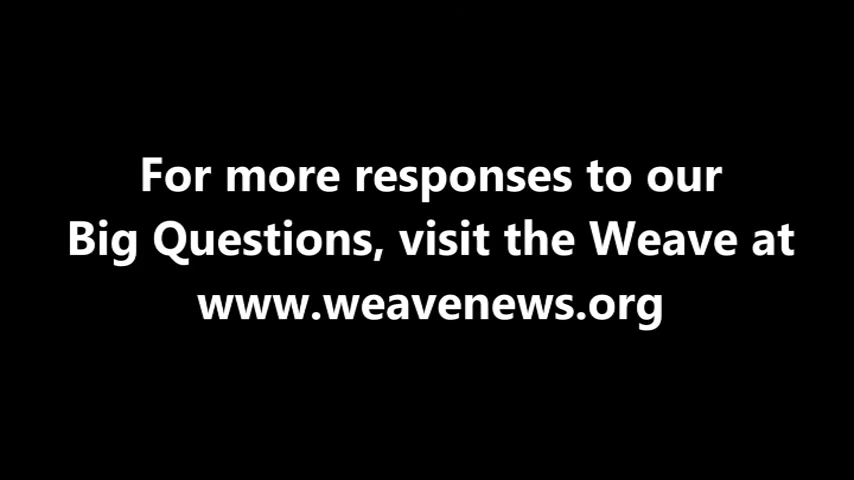 For more responses to our
Big Questions, visit the Weave at
www.weavenews.org